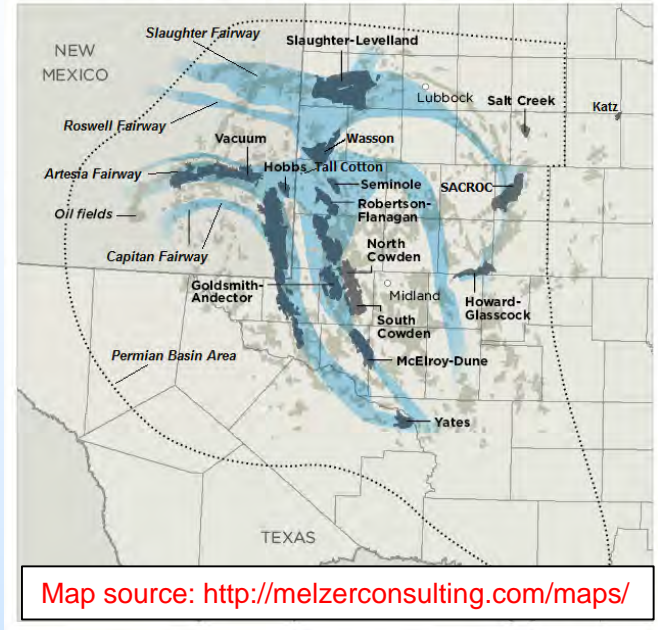 Slaughter Fairway
Slaughter-Levelland
NEW
MEXICO
Lubbock
Salt Creek
Katz
Roswell Fairway
Vacuum
Wasson
Artesia Fairway
Hobbs
Tall Cotton
Seminole
SACROC
Robertson-
Flanagan
Oil fields
North
Cowden
Capitan Fairway
Goldsmith-
Andector
Midland
Howard-
Glasscock
South
Cowden
Permian Basin Area
McElroy-Dune
Yates
TEXAS
Map source: http://melzerconsulting.com/maps/